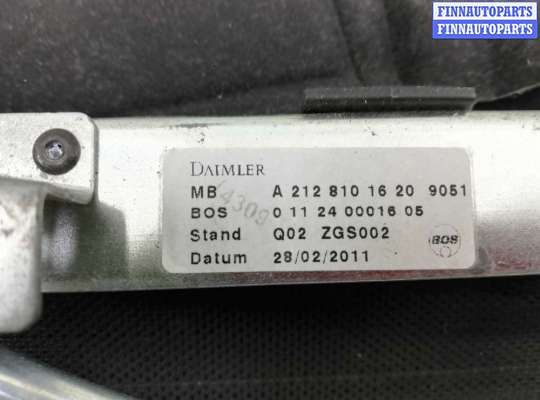 FINNAUTOPARTS
FINNAUTOPARTS
DAIMLER
MB A 212 810 16 20 9051
BOS 0 11 24 00016 05
Stand Q02 ZGS002
Datum 28/02/2011
BOS
14309